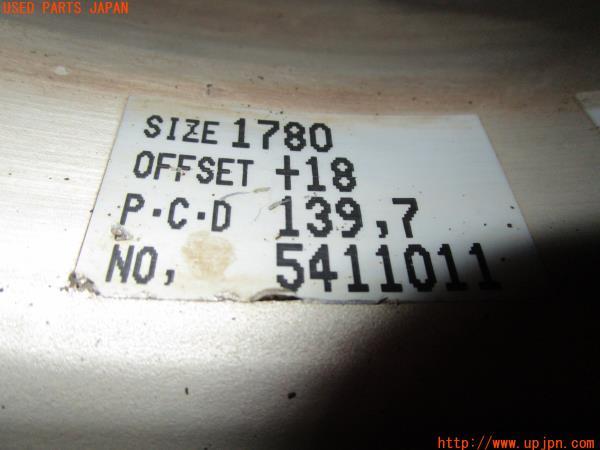 USED PARTS JAPAN
SIZE 1780
OFFSET +18
P·C·D 139,7
NO, 5411011
http://www.upjpn.com/